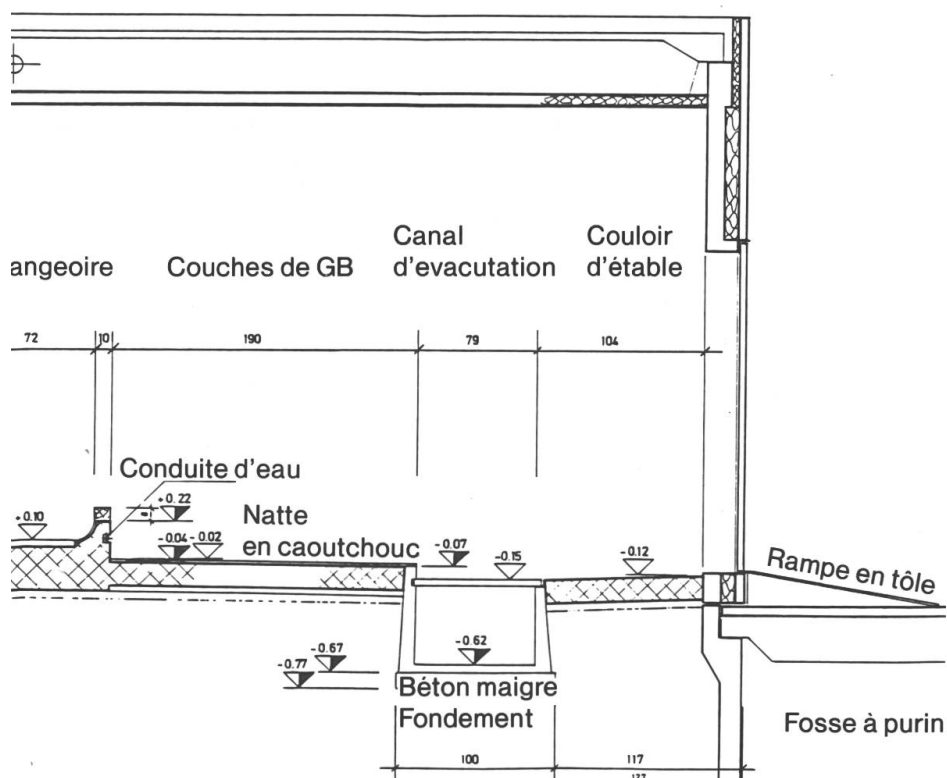 Canal
d'evacutation
Couloir
d'étable
angeoire
Couches de GB
72
10
190
79
104
Conduite d'eau
+0.22
+0.10
Natte
en caoutchouc
-0.04
-0.02
-0.07
-0.15
-0.12
Rampe en tôle
-0.62
-0.67
-0.77
Béton maigre
Fondement
Fosse à purin
100
117